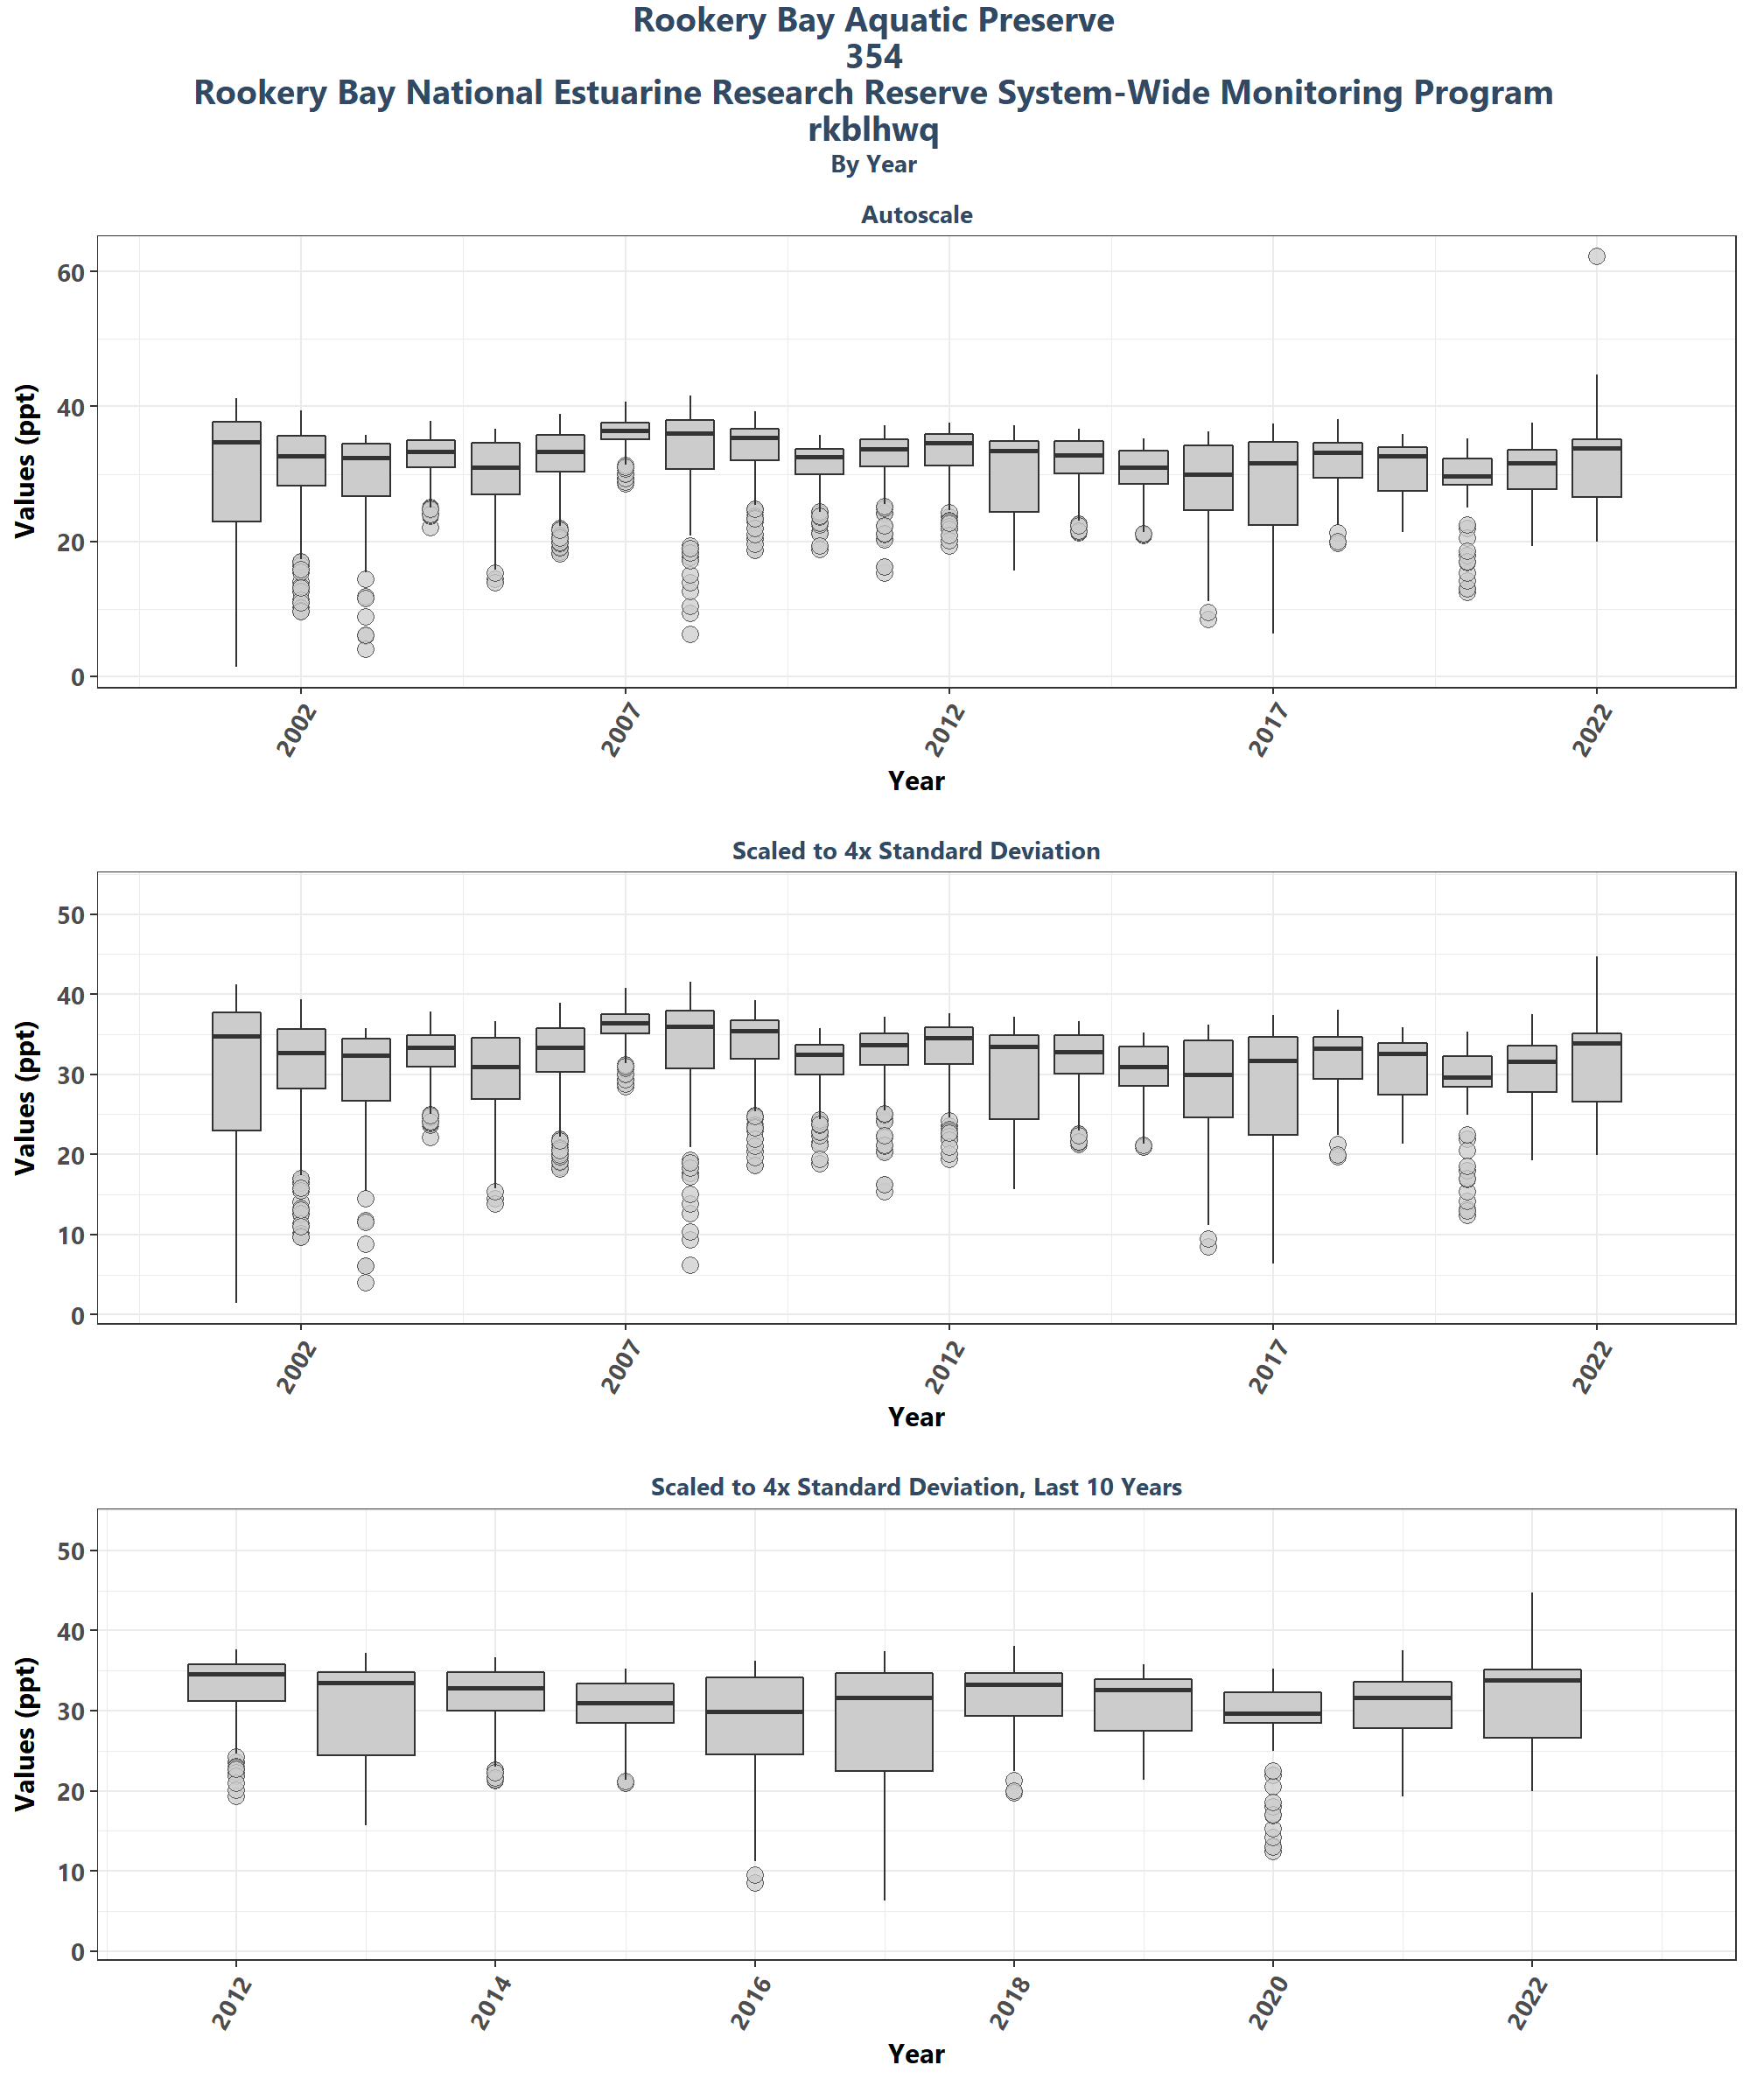 Rookery Bay Aquatic Preserve
354
Rookery Bay National Estuarine Research Reserve System-Wide Monitoring Program
rkblhwq
By Year
Autoscale
Values (ppt)
60
40
20
0
2002
2007
2012
2017
2022
Year
Scaled to 4x Standard Deviation
Values (ppt)
50
40
30
20
10
0
2002
2007
2012
2017
2022
Year
Scaled to 4x Standard Deviation, Last 10 Years
Values (ppt)
50
40
30
20
10
0
2012
2014
2016
2018
2020
2022
Year